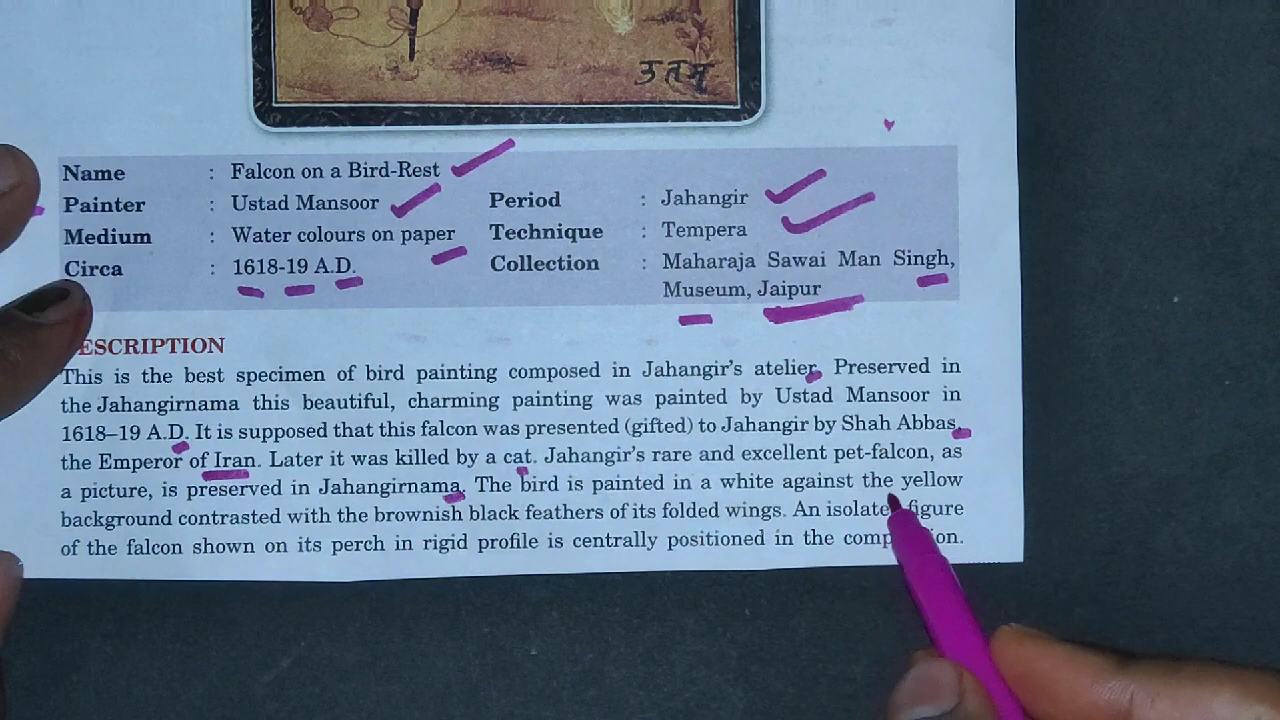 उतम्
Name : Falcon on a Bird-Rest
Painter : Ustad Mansoor Period : Jahangir
Medium : Water colours on paper Technique : Tempera
Circa : 1618-19 A.D. Collection : Maharaja Sawai Man Singh,
Museum, Jaipur
ESCRIPTION
This is the best specimen of bird painting composed in Jahangir's atelier. Preserved in
the Jahangirnama this beautiful, charming painting was painted by Ustad Mansoor in
1618–19 A.D. It is supposed that this falcon was presented (gifted) to Jahangir by Shah Abbas,
the Emperor of Iran. Later it was killed by a cat. Jahangir's rare and excellent pet-falcon, as
a picture, is preserved in Jahangirnama. The bird is painted in a white against the yellow
background contrasted with the brownish black feathers of its folded wings. An isolate figure
of the falcon shown on its perch in rigid profile is centrally positioned in the comp on.